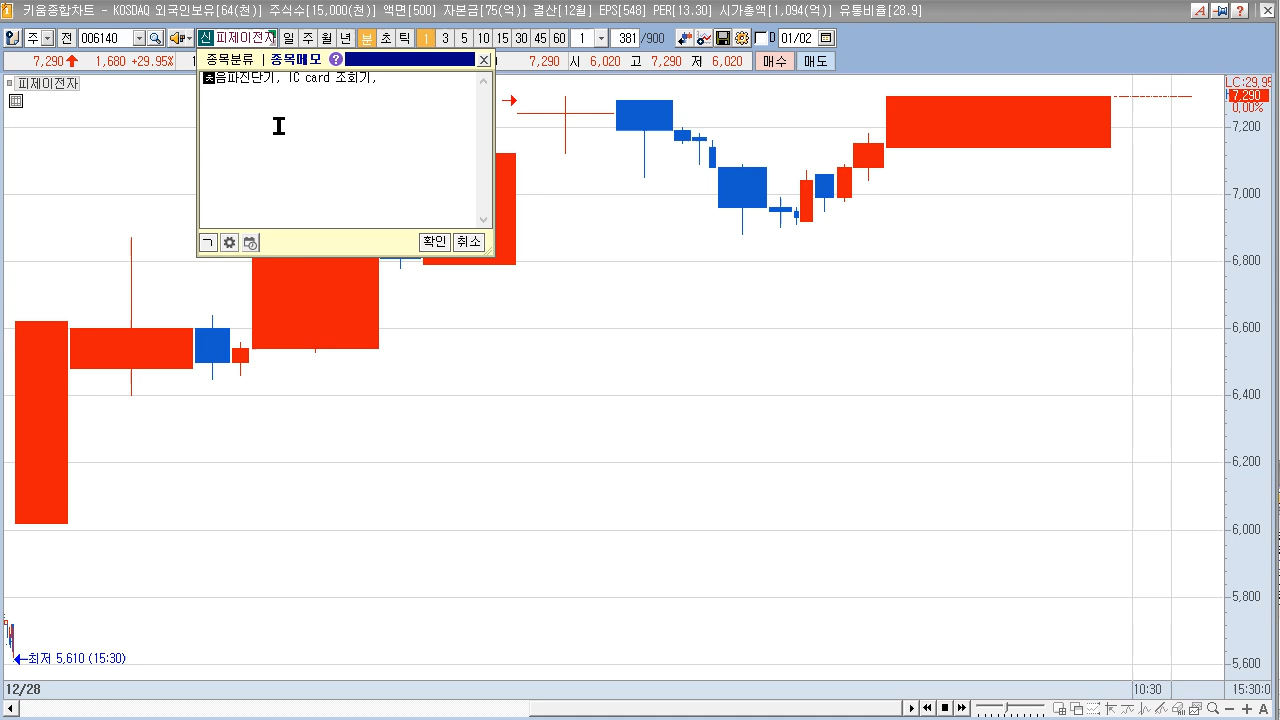 키움종합차트 - KOSDAQ 외국인보유[64(천)] 주식수[15,000(천)] 액면[500] 자본금[75(억)] 결산[12월] EPS[548] PER[13.30] 시가총액[1,094(억)] 유통비율[28.9]
주 전 006140 신 피제이전자 일 주 월 년 분 초 틱 1 3 5 10 15 30 45 60 1 381 /900 D 01/02
7,290 1,680 +29.95% 7,290 시 6,020 고 7,290 저 6,020 매수 매도
종목분류 | 종목메모 ?
초음파진단기, IC card 조회기,
ㄱ 확인 취소
피제이전자
LC:29,95
7,290
0,00%
7,200
7,000
6,800
6,600
6,400
6,200
6,000
5,800
5,600
최저 5,610 (15:30)
12/28 10:30 15:30:0
A